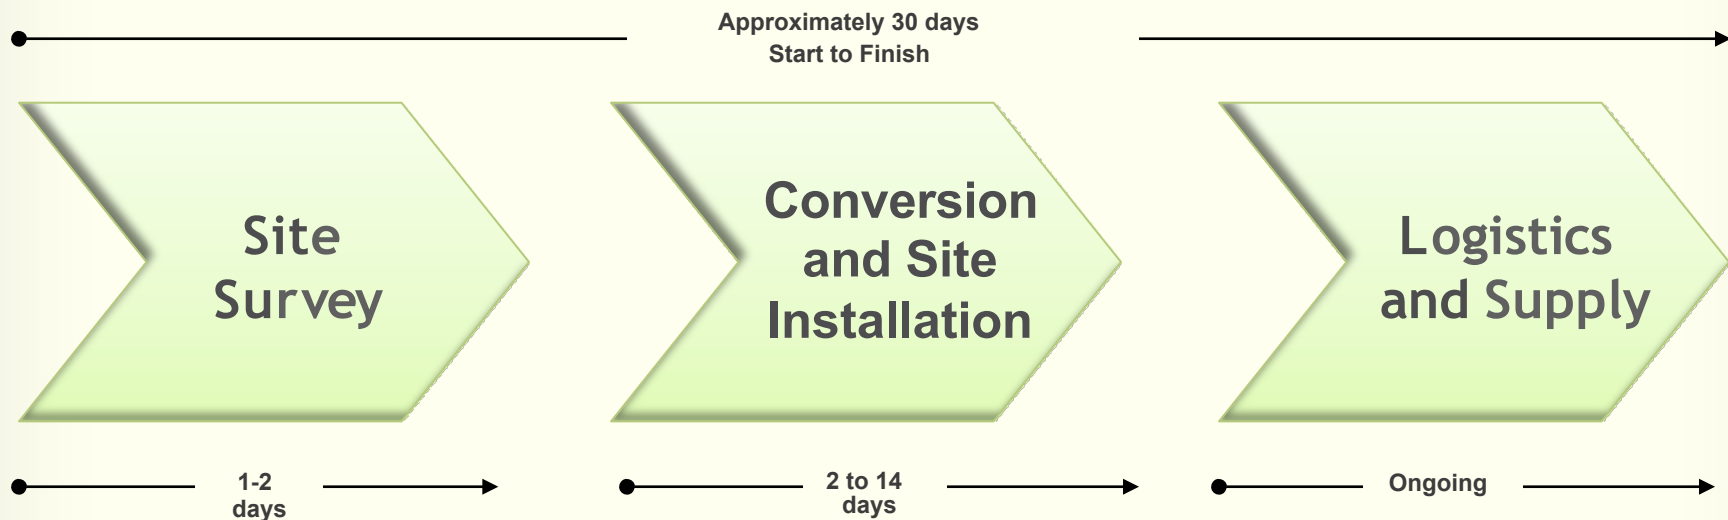 Approximately 30 days
Start to Finish
Site
Survey
Conversion
and Site
Installation
Logistics
and Supply
1-2
days
2 to 14
days
Ongoing